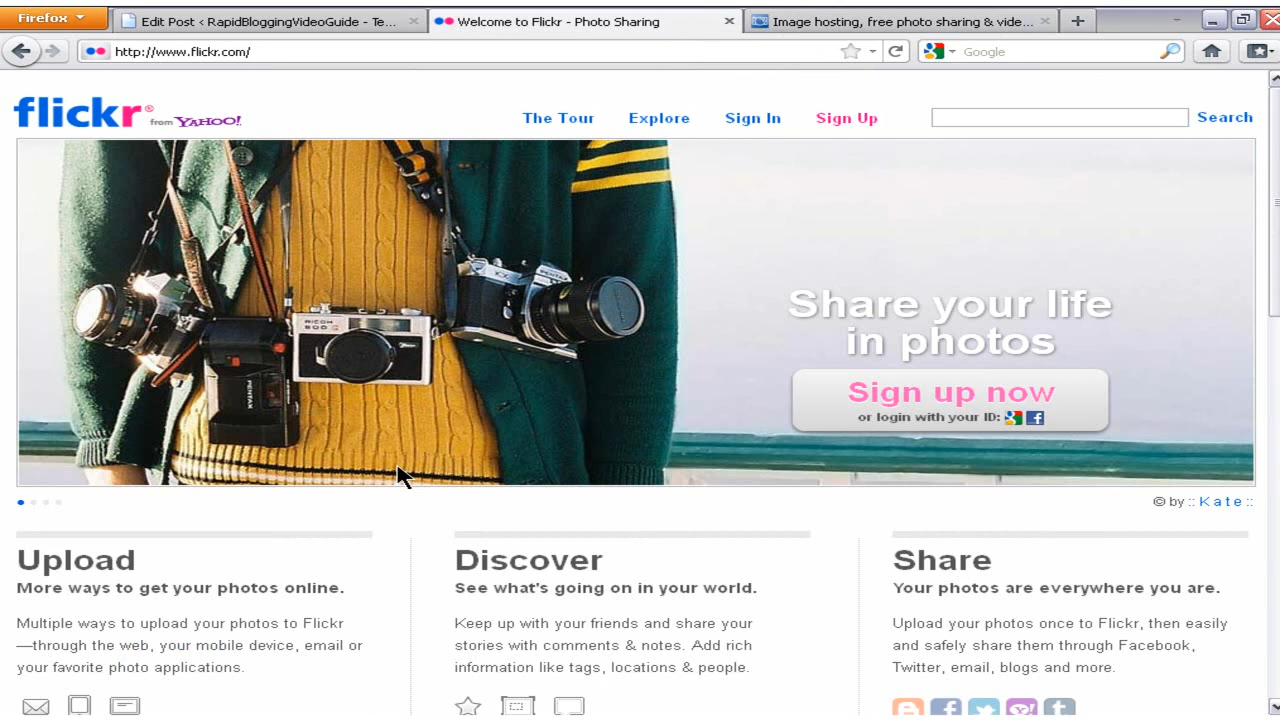 Firefox
Edit Post < RapidBloggingVideoGuide - Te...
Welcome to Flickr - Photo Sharing
Image hosting, free photo sharing & vide...
http://www.flickr.com/
Google
flickr® from YAHOO!
The Tour
Explore
Sign In
Sign Up
Search
RICOH
500 G
PENTAX
PENTAX
Share your life
in photos
Sign up now
or login with your ID:
© by :: K a t e ::
Upload
More ways to get your photos online.
Multiple ways to upload your photos to Flickr
—through the web, your mobile device, email or
your favorite photo applications.
Discover
See what's going on in your world.
Keep up with your friends and share your
stories with comments & notes. Add rich
information like tags, locations & people.
Share
Your photos are everywhere you are.
Upload your photos once to Flickr, then easily
and safely share them through Facebook,
Twitter, email, blogs and more.